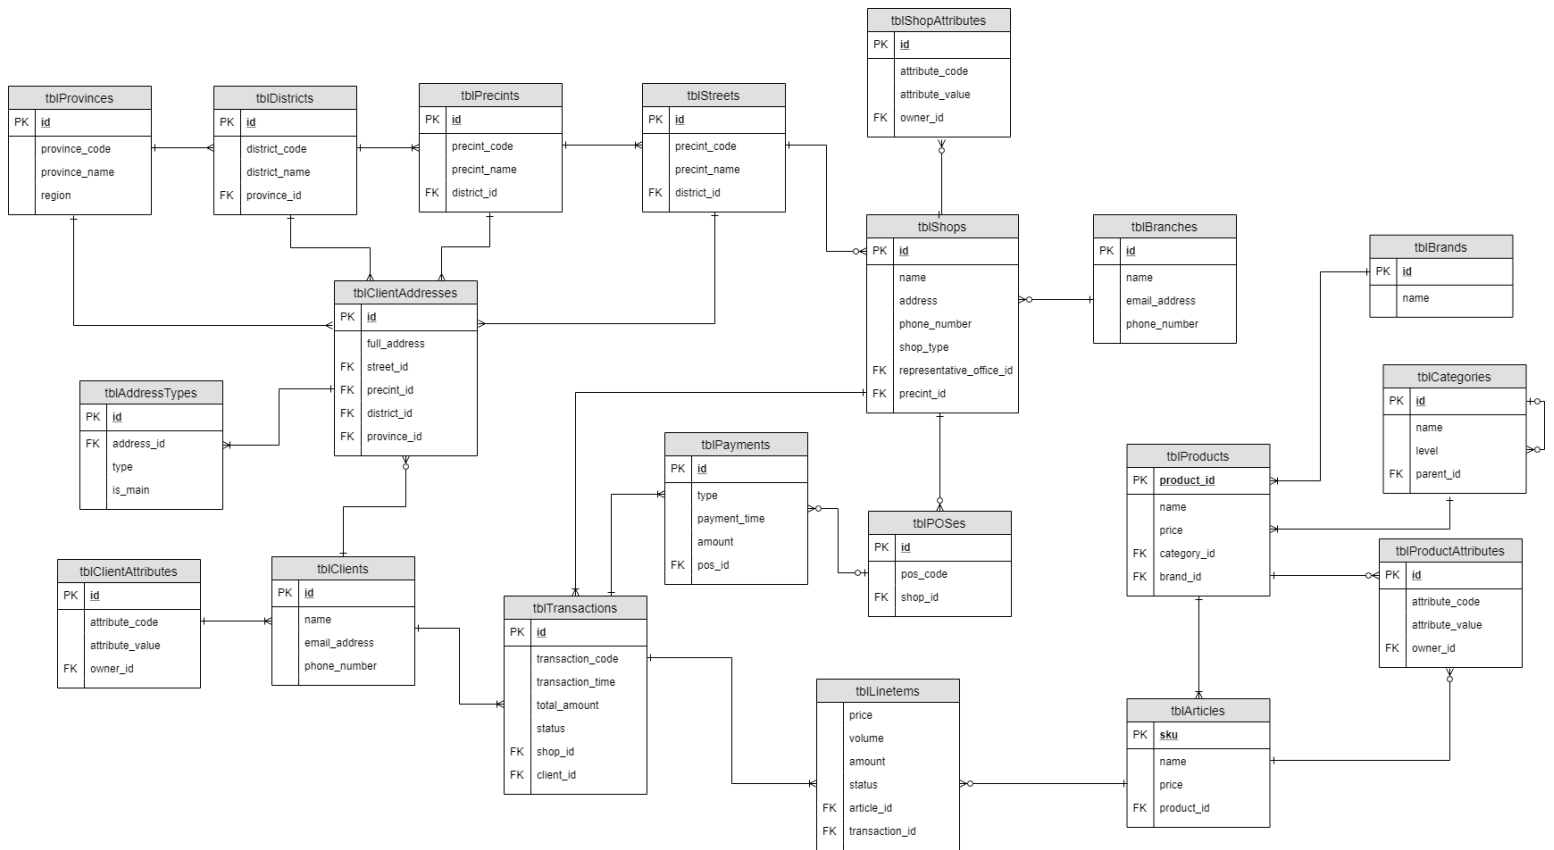 tblShopAttributes
PK id
attribute_code
attribute_value
FK owner_id
tblProvinces
PK id
province_code
province_name
region
tblDistricts
PK id
district_code
district_name
FK province_id
tblPrecints
PK id
precint_code
precint_name
FK district_id
tblStreets
PK id
precint_code
precint_name
FK district_id
tblShops
PK id
name
address
phone_number
shop_type
FK representative_office_id
FK precint_id
tblBranches
PK id
name
email_address
phone_number
tblBrands
PK id
name
tblClientAddresses
PK id
full_address
FK street_id
FK precint_id
FK district_id
FK province_id
tblAddressTypes
PK id
FK address_id
type
is_main
tblCategories
PK id
name
level
FK parent_id
tblPayments
PK id
type
payment_time
amount
FK pos_id
tblProducts
PK product_id
name
price
FK category_id
FK brand_id
tblPOSes
PK id
pos_code
FK shop_id
tblProductAttributes
PK id
attribute_code
attribute_value
FK owner_id
tblClientAttributes
PK id
attribute_code
attribute_value
FK owner_id
tblClients
PK id
name
email_address
phone_number
tblTransactions
PK id
transaction_code
transaction_time
total_amount
status
FK shop_id
FK client_id
tblLinetems
price
volume
amount
status
FK article_id
FK transaction_id
tblArticles
PK sku
name
price
FK product_id